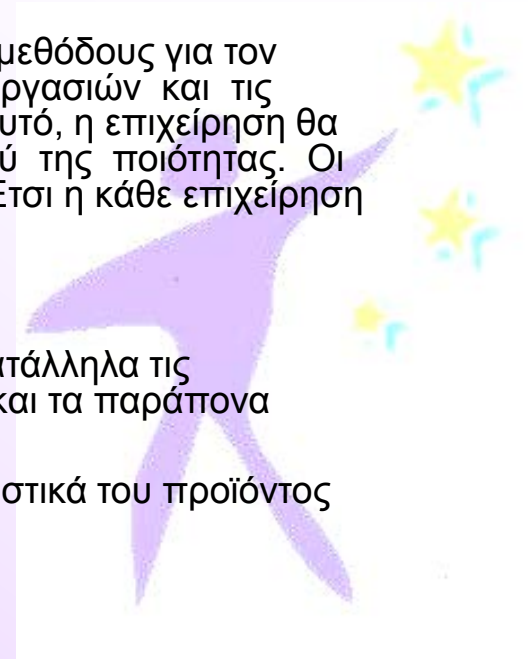 μεθόδους για τον
ργασιών και τις
υτό, η επιχείρηση θα
ύ της ποιότητας. Οι
Έτσι η κάθε επιχείρηση
ατάλληλα τις
και τα παράπονα
στικά του προϊόντος